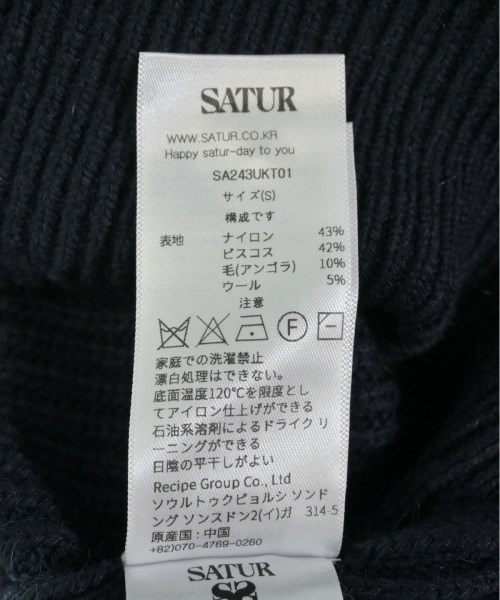 SATUR
WWW.SATUR.CO.KR
Happy satur-day to you
SA243UKT01
サイズ(S)
構成です
表地 ナイロン 43%
ビスコス 42%
毛(アンゴラ) 10%
ウール 5%
注意
F
家庭での洗濯禁止
漂白処理はできない。
底面温度120℃を限度とし
てアイロン仕上げができる
石油系溶剤によるドライクリ
ーニングができる
日陰の平干しがよい
Recipe Group Co., Ltd
ソウルトゥクピョルシ ソンド
ング ソンスドン2(イ)ガ 314-5
原産国：中国
+82)070-4769-0260
SATUR